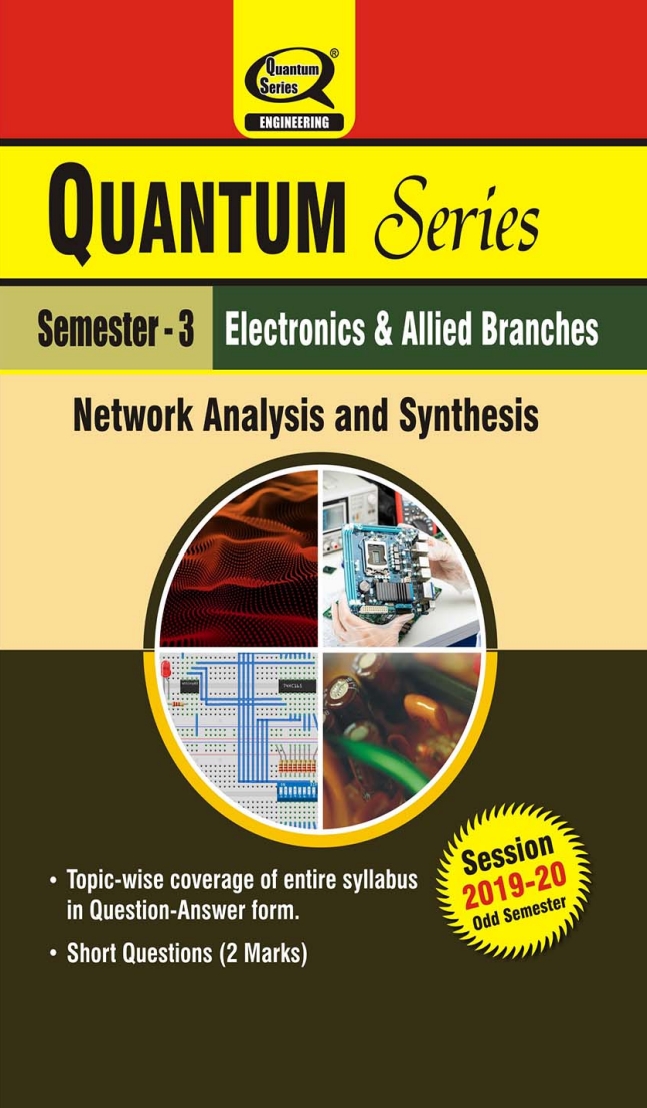 Quantum
Series
®
ENGINEERING
QUANTUM Series
Semester - 3 Electronics & Allied Branches
Network Analysis and Synthesis
74HC163
• Topic-wise coverage of entire syllabus
in Question-Answer form.
• Short Questions (2 Marks)
Session
2019-20
Odd Semester